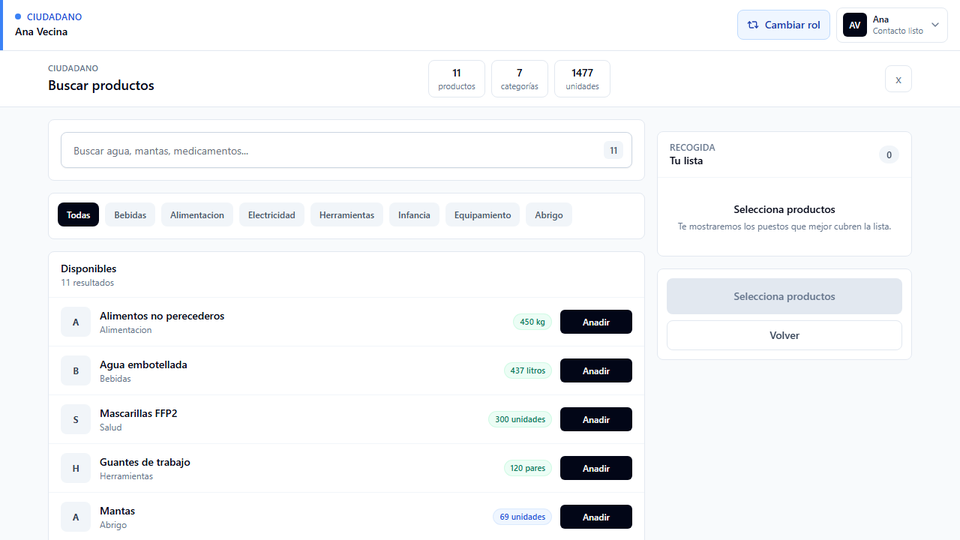 CIUDADANO
Ana Vecina
Cambiar rol
AV
Ana
Contacto listo
CIUDADANO
Buscar productos
11
productos
7
categorías
1477
unidades
x
Buscar agua, mantas, medicamentos...
11
Todas
Bebidas
Alimentacion
Electricidad
Herramientas
Infancia
Equipamiento
Abrigo
Disponibles
11 resultados
A
Alimentos no perecederos
Alimentacion
450 kg
Anadir
B
Agua embotellada
Bebidas
437 litros
Anadir
S
Mascarillas FFP2
Salud
300 unidades
Anadir
H
Guantes de trabajo
Herramientas
120 pares
Anadir
A
Mantas
Abrigo
69 unidades
Anadir
RECOGIDA
Tu lista
0
Selecciona productos
Te mostraremos los puestos que mejor cubren la lista.
Selecciona productos
Volver